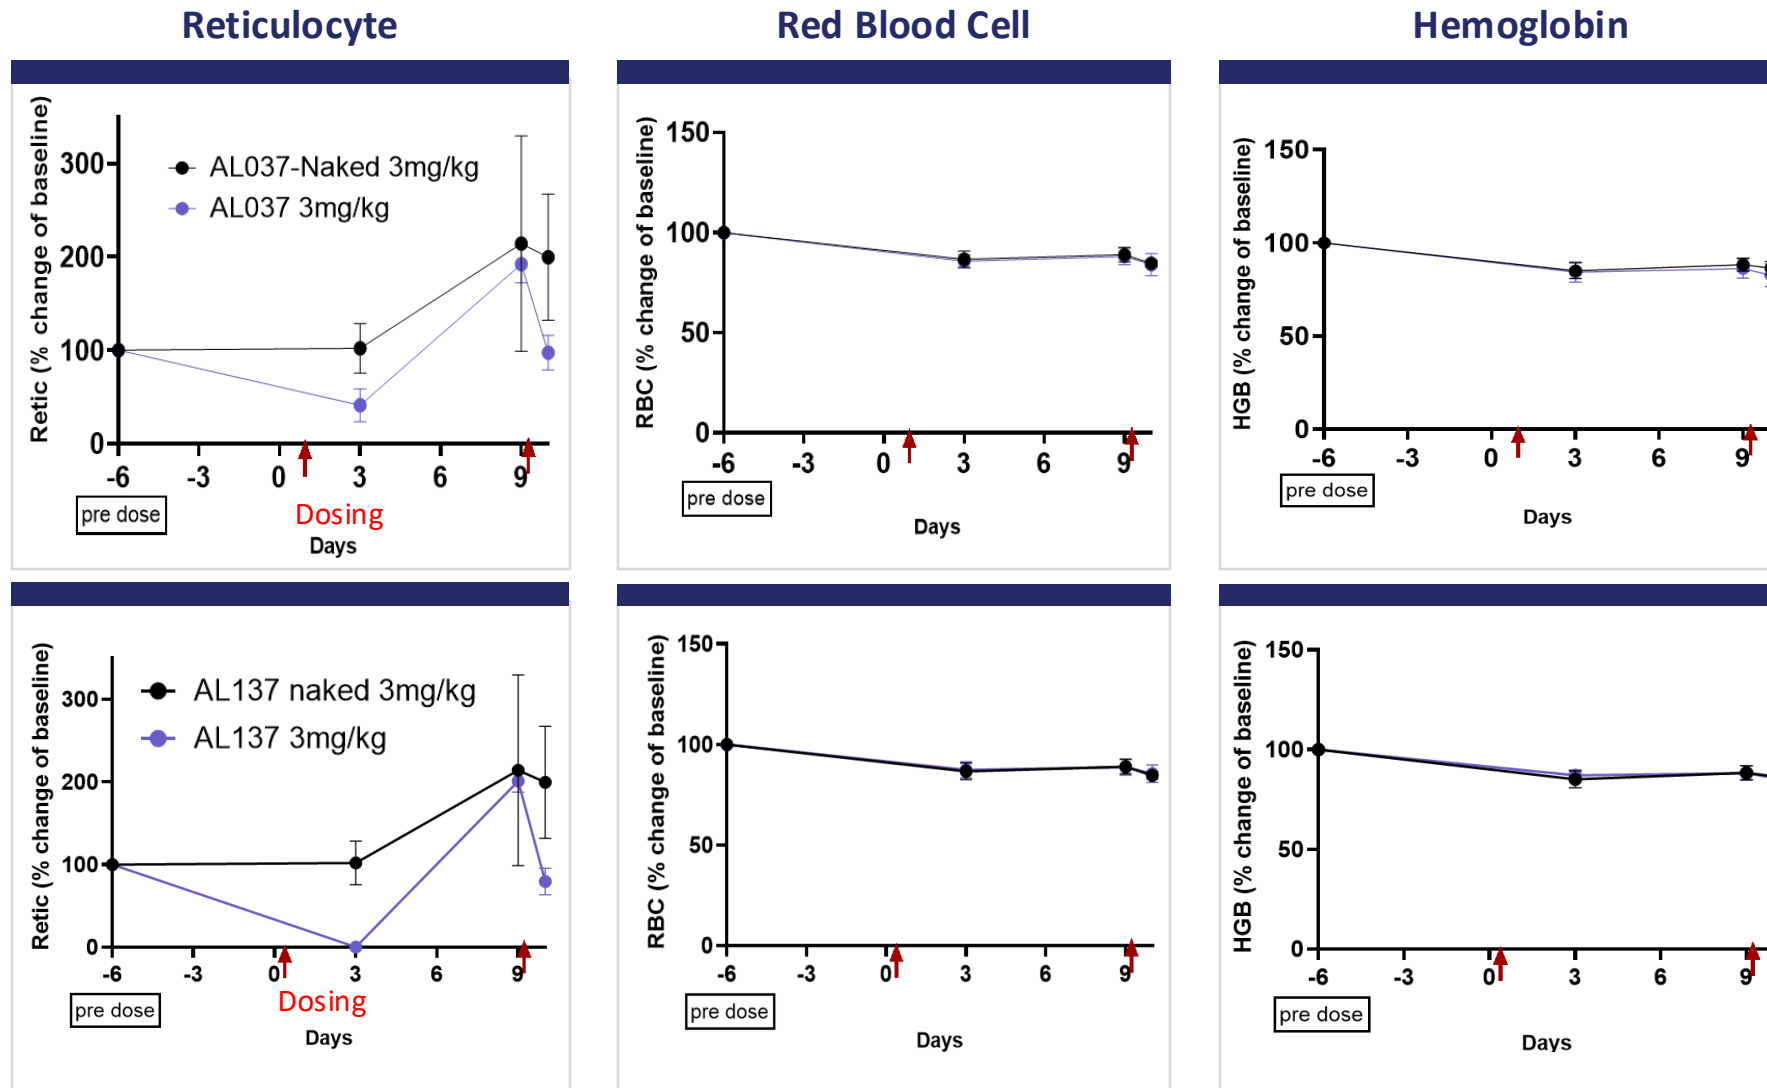 Reticulocyte
Red Blood Cell
Hemoglobin
Retic (% change of baseline)
300
200
100
0
AL037-Naked 3mg/kg
AL037 3mg/kg
-6 -3 0 3 6 9
pre dose
Dosing
Days
RBC (% change of baseline)
150
100
50
0
-6 -3 0 3 6 9
pre dose
Days
HGB (% change of baseline)
150
100
50
0
-6 -3 0 3 6 9
pre dose
Days
Retic (% change of baseline)
300
200
100
0
AL137 naked 3mg/kg
AL137 3mg/kg
-6 -3 0 3 6 9
pre dose
Dosing
Days
RBC (% change of baseline)
150
100
50
0
-6 -3 0 3 6 9
pre dose
Days
HGB (% change of baseline)
150
100
50
0
-6 -3 0 3 6 9
pre dose
Days